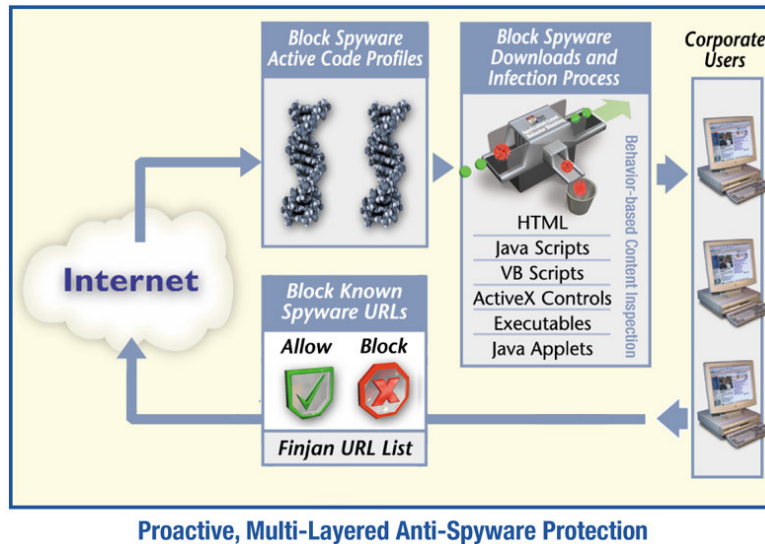 Block Spyware
Active Code Profiles
Block Spyware
Downloads and
Infection Process
Corporate
Users
Behavior-based Content Inspection
HTML
Java Scripts
VB Scripts
ActiveX Controls
Executables
Java Applets
Internet
Block Known
Spyware URLs
Allow
Block
Finjan URL List
Proactive, Multi-Layered Anti-Spyware Protection